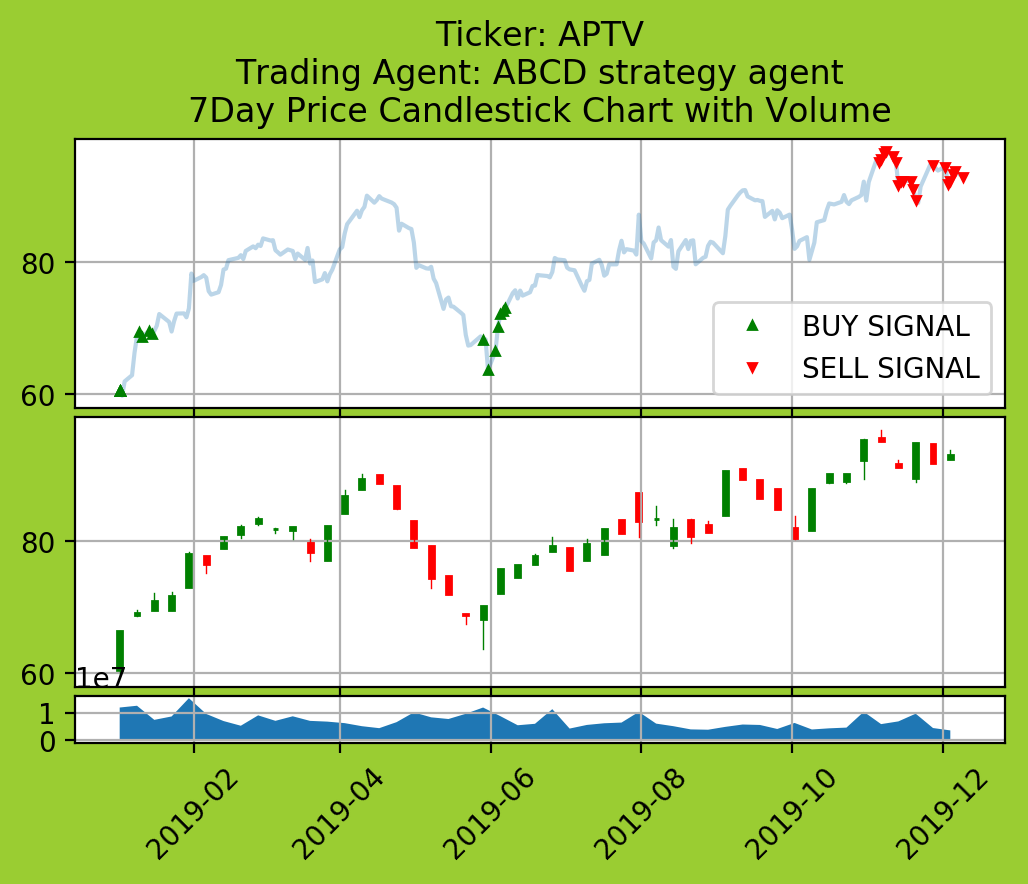 Ticker: APTV
Trading Agent: ABCD strategy agent
7Day Price Candlestick Chart with Volume
80
60
BUY SIGNAL
SELL SIGNAL
80
60
1e7
1
0
2019-02
2019-04
2019-06
2019-08
2019-10
2019-12